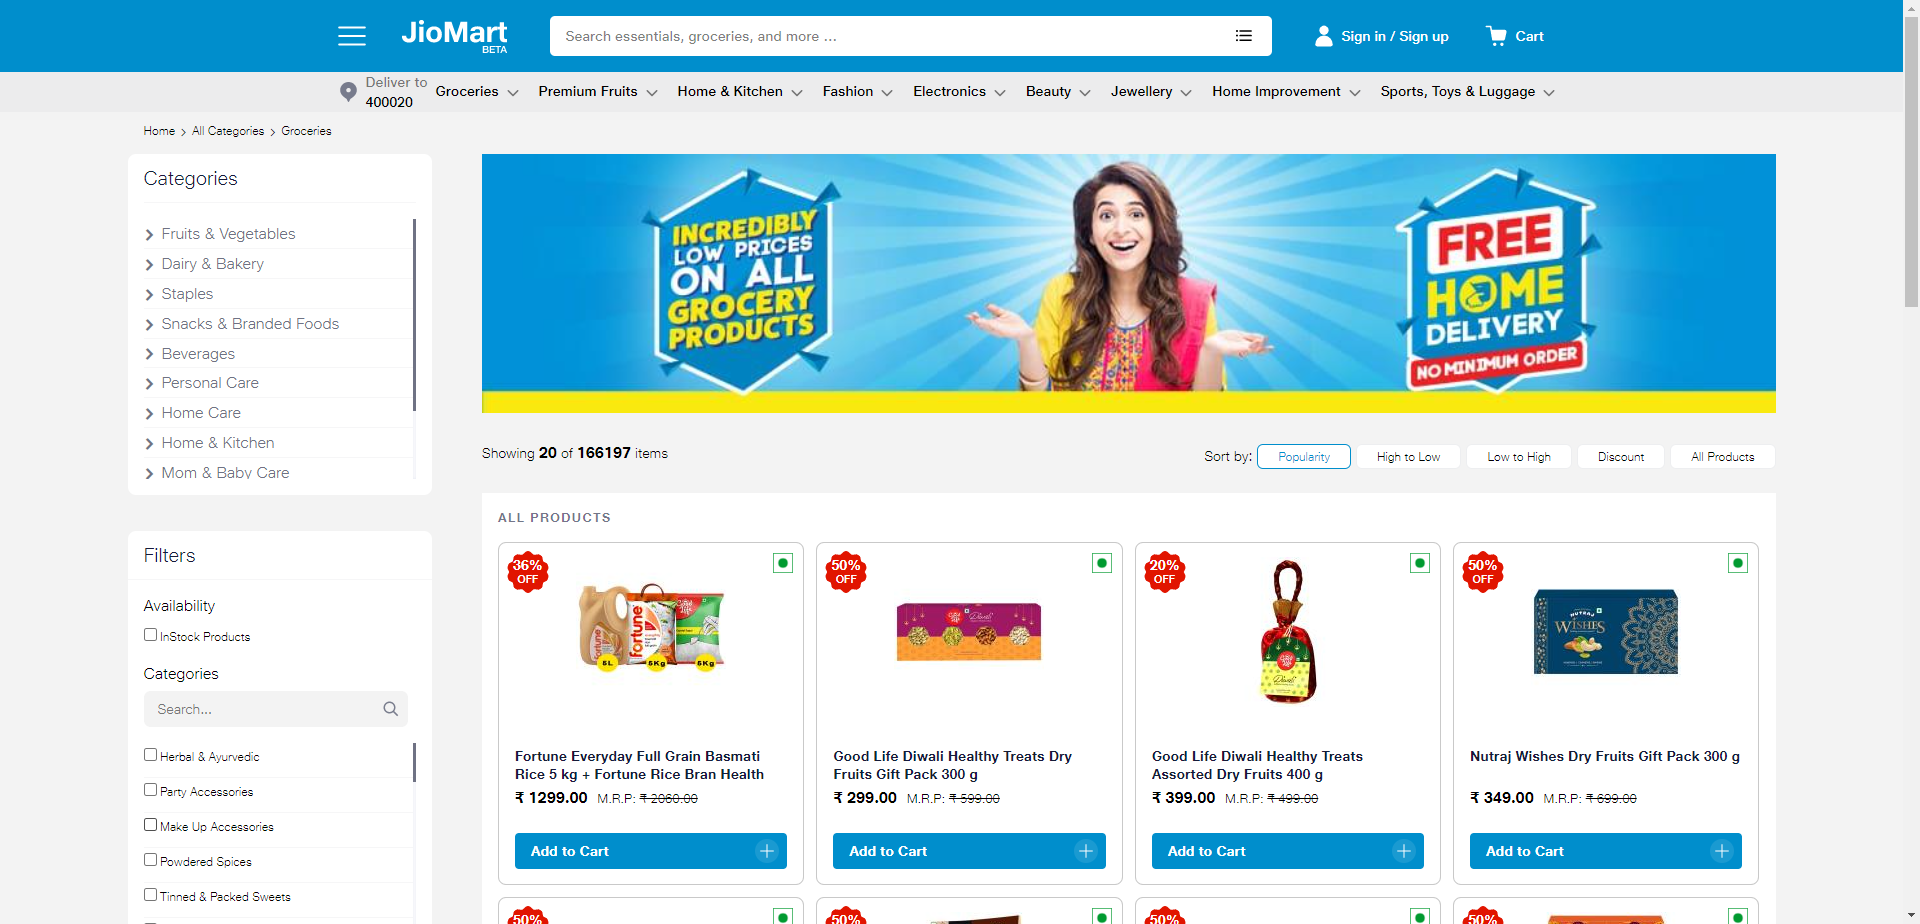 JioMart
BETA
Search essentials, groceries, and more ...
Sign in / Sign up
Cart
Deliver to
400020
Groceries
Premium Fruits
Home & Kitchen
Fashion
Electronics
Beauty
Jewellery
Home Improvement
Sports, Toys & Luggage
Home > All Categories > Groceries
Categories
Fruits & Vegetables
Dairy & Bakery
Staples
Snacks & Branded Foods
Beverages
Personal Care
Home Care
Home & Kitchen
Mom & Baby Care
Filters
Availability
InStock Products
Categories
Search...
Herbal & Ayurvedic
Party Accessories
Make Up Accessories
Powdered Spices
Tinned & Packed Sweets
INCREDIBLY
LOW PRICES
ON ALL
GROCERY
PRODUCTS
FREE
HOME
DELIVERY
NO MINIMUM ORDER
Showing 20 of 166197 items
Sort by:
Popularity
High to Low
Low to High
Discount
All Products
ALL PRODUCTS
36%
OFF
fortune
fortune
5L
5Kg
5Kg
Fortune Everyday Full Grain Basmati
Rice 5 kg + Fortune Rice Bran Health
₹ 1299.00 M.R.P: ₹ 2060.00
Add to Cart
50%
OFF
Diwali
Good Life Diwali Healthy Treats Dry
Fruits Gift Pack 300 g
₹ 299.00 M.R.P: ₹ 599.00
Add to Cart
20%
OFF
Diwali
Good Life Diwali Healthy Treats
Assorted Dry Fruits 400 g
₹ 399.00 M.R.P: ₹ 499.00
Add to Cart
50%
OFF
NUTRAJ
WISHES
Nutraj Wishes Dry Fruits Gift Pack 300 g
₹ 349.00 M.R.P: ₹ 699.00
Add to Cart
50%
50%
50%
50%